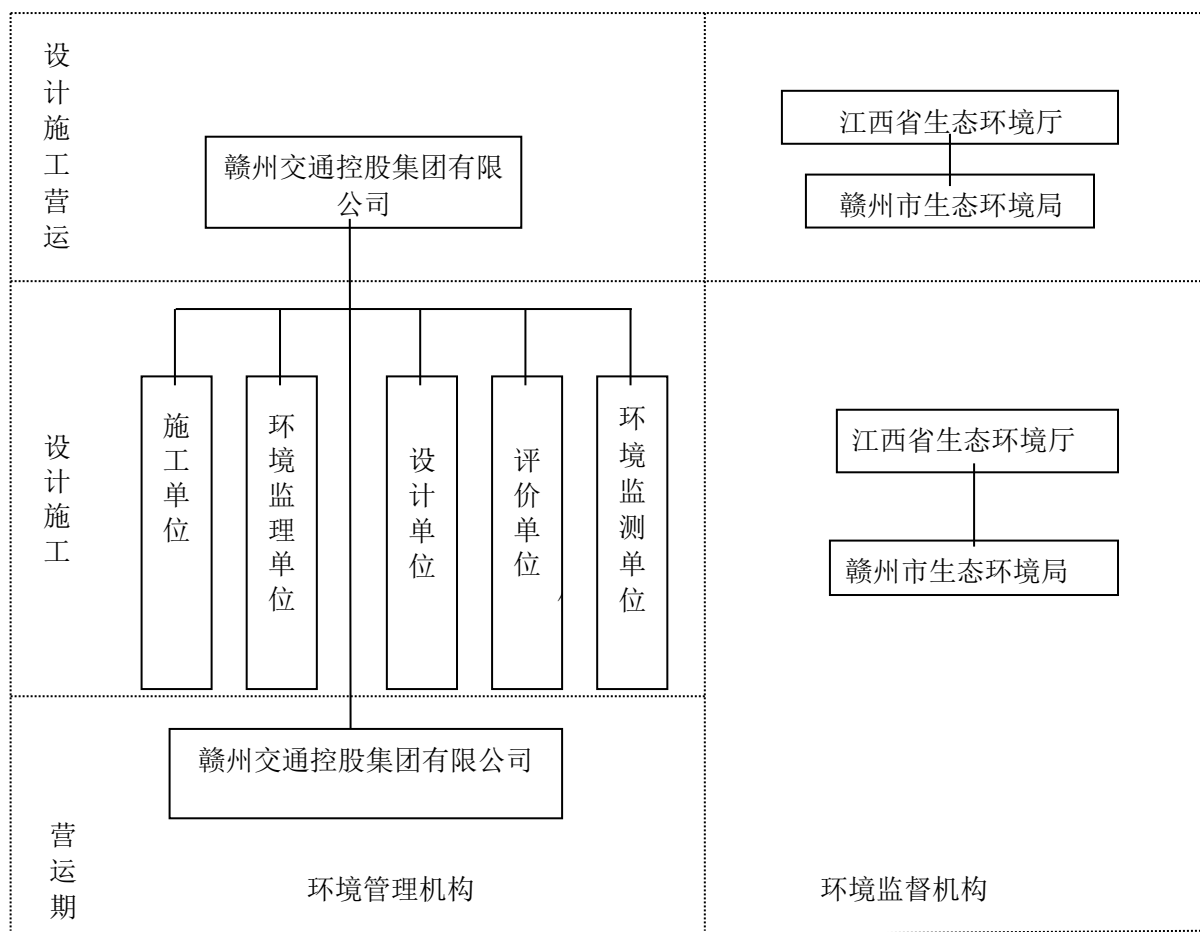 设计施工营运
赣州交通控股集团有限
公司
江西省生态环境厅
赣州市生态环境局
设计施工
施工单位
环境监理单位
设计单位
评价单位
环境监测单位
江西省生态环境厅
赣州市生态环境局
赣州交通控股集团有限公司
营运期
环境管理机构
环境监督机构